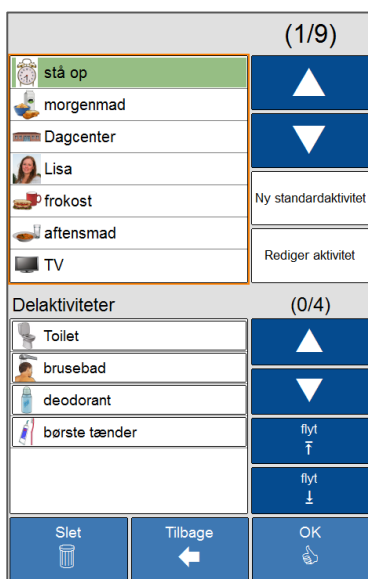 (1/9)
stå op
morgenmad
Dagcenter
Lisa
frokost
aftensmad
TV
Ny standardaktivitet
Rediger aktivitet
Delaktiviteter
(0/4)
Toilet
brusebad
deodorant
børste tænder
flyt
flyt
Slet
Tilbage
OK